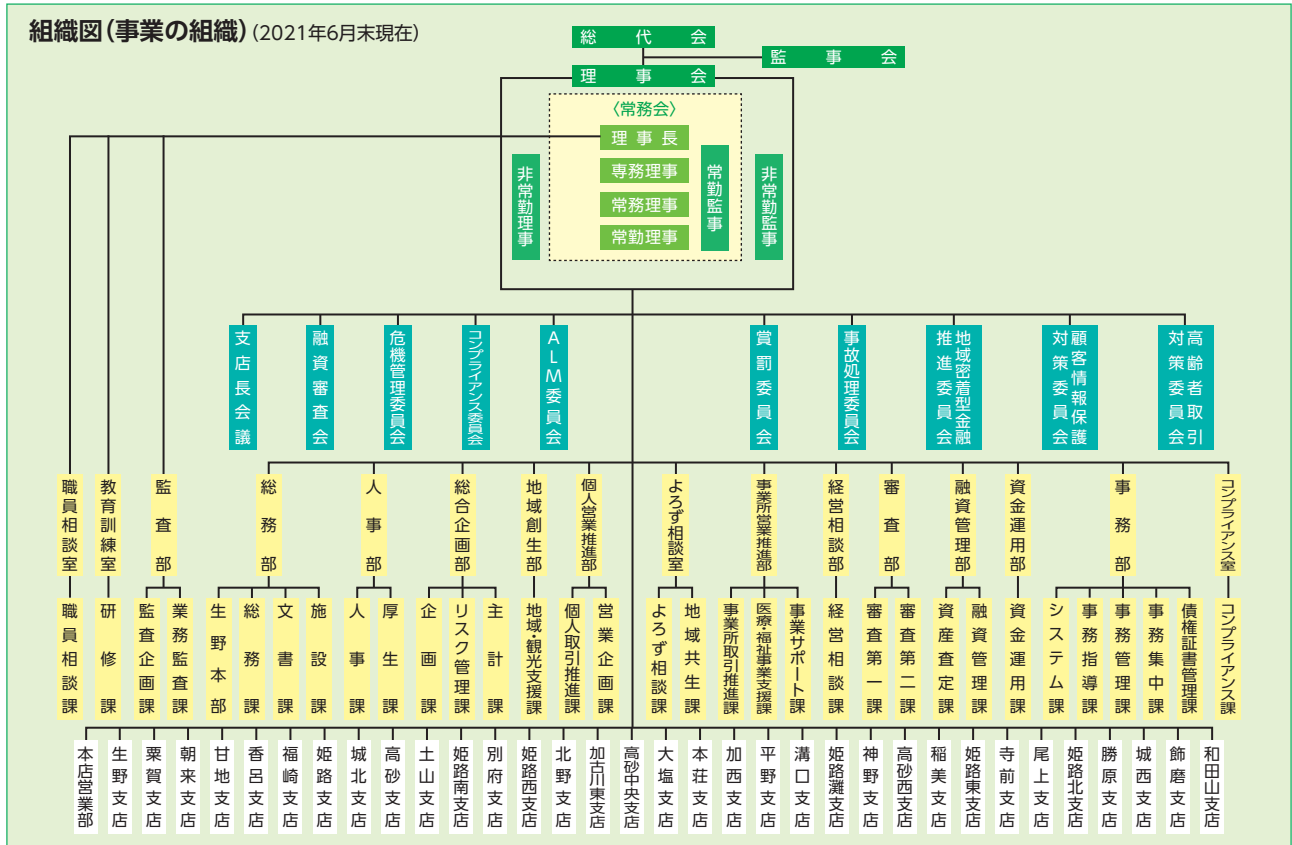 組織図(事業の組織)(2021年6月末現在)
総代会
監事会
理事会
〈常務会〉
理事長
専務理事
常務理事
常勤理事
常勤監事
非常勤理事
非常勤監事
支店長会議
融資審査会
危機管理委員会
コンプライアンス委員会
ALM委員会
賞罰委員会
事故処理委員会
地域密着型金融
推進委員会
顧客情報保護
対策委員会
高齢者取引
対策委員会
職員相談室
教育訓練室
監査部
総務部
人事部
総合企画部
地域創生部
個人営業推進部
よろず相談室
事業所営業推進部
経営相談部
審査部
融資管理部
資金運用部
事務部
コンプライアンス室
職員相談課
研修課
監査企画課
業務監査課
生野本部
総務課
文書課
施設課
人事課
厚生課
企画課
リスク管理課
主計課
地域・観光支援課
個人取引推進課
営業企画課
よろず相談課
地域共生課
事業所取引推進課
医療・福祉事業支援課
事業サポート課
経営相談課
審査第一課
審査第二課
資産査定課
融資管理課
資金運用課
システム課
事務指導課
事務管理課
事務集中課
債権証書管理課
コンプライアンス課
本店営業部
生野支店
粟賀支店
朝来支店
甘地支店
香呂支店
福崎支店
姫路支店
城北支店
高砂支店
土山支店
姫路南支店
別府支店
姫路西支店
北野支店
加古川東支店
高砂中央支店
大塩支店
本荘支店
加西支店
平野支店
溝口支店
姫路灘支店
神野支店
高砂西支店
稲美支店
姫路東支店
寺前支店
尾上支店
姫路北支店
勝原支店
城西支店
飾磨支店
和田山支店